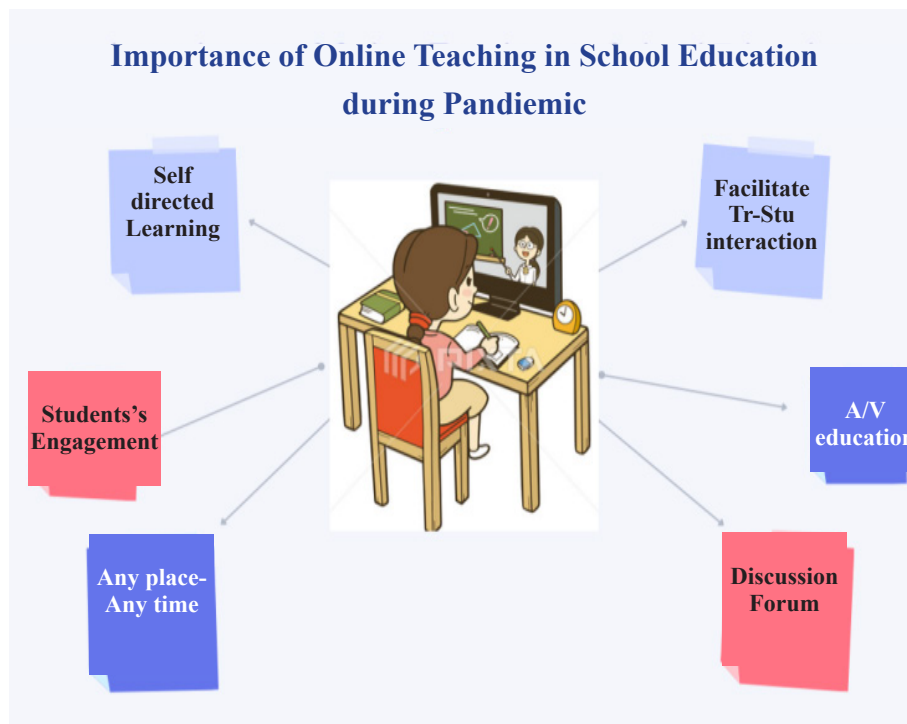 Importance of Online Teaching in School Education
during Pandiemic
Self
directed
Learning
Facilitate
Tr-Stu
interaction
Students's
Engagement
A/V
education
Any place-
Any time
Discussion
Forum
PIXTA